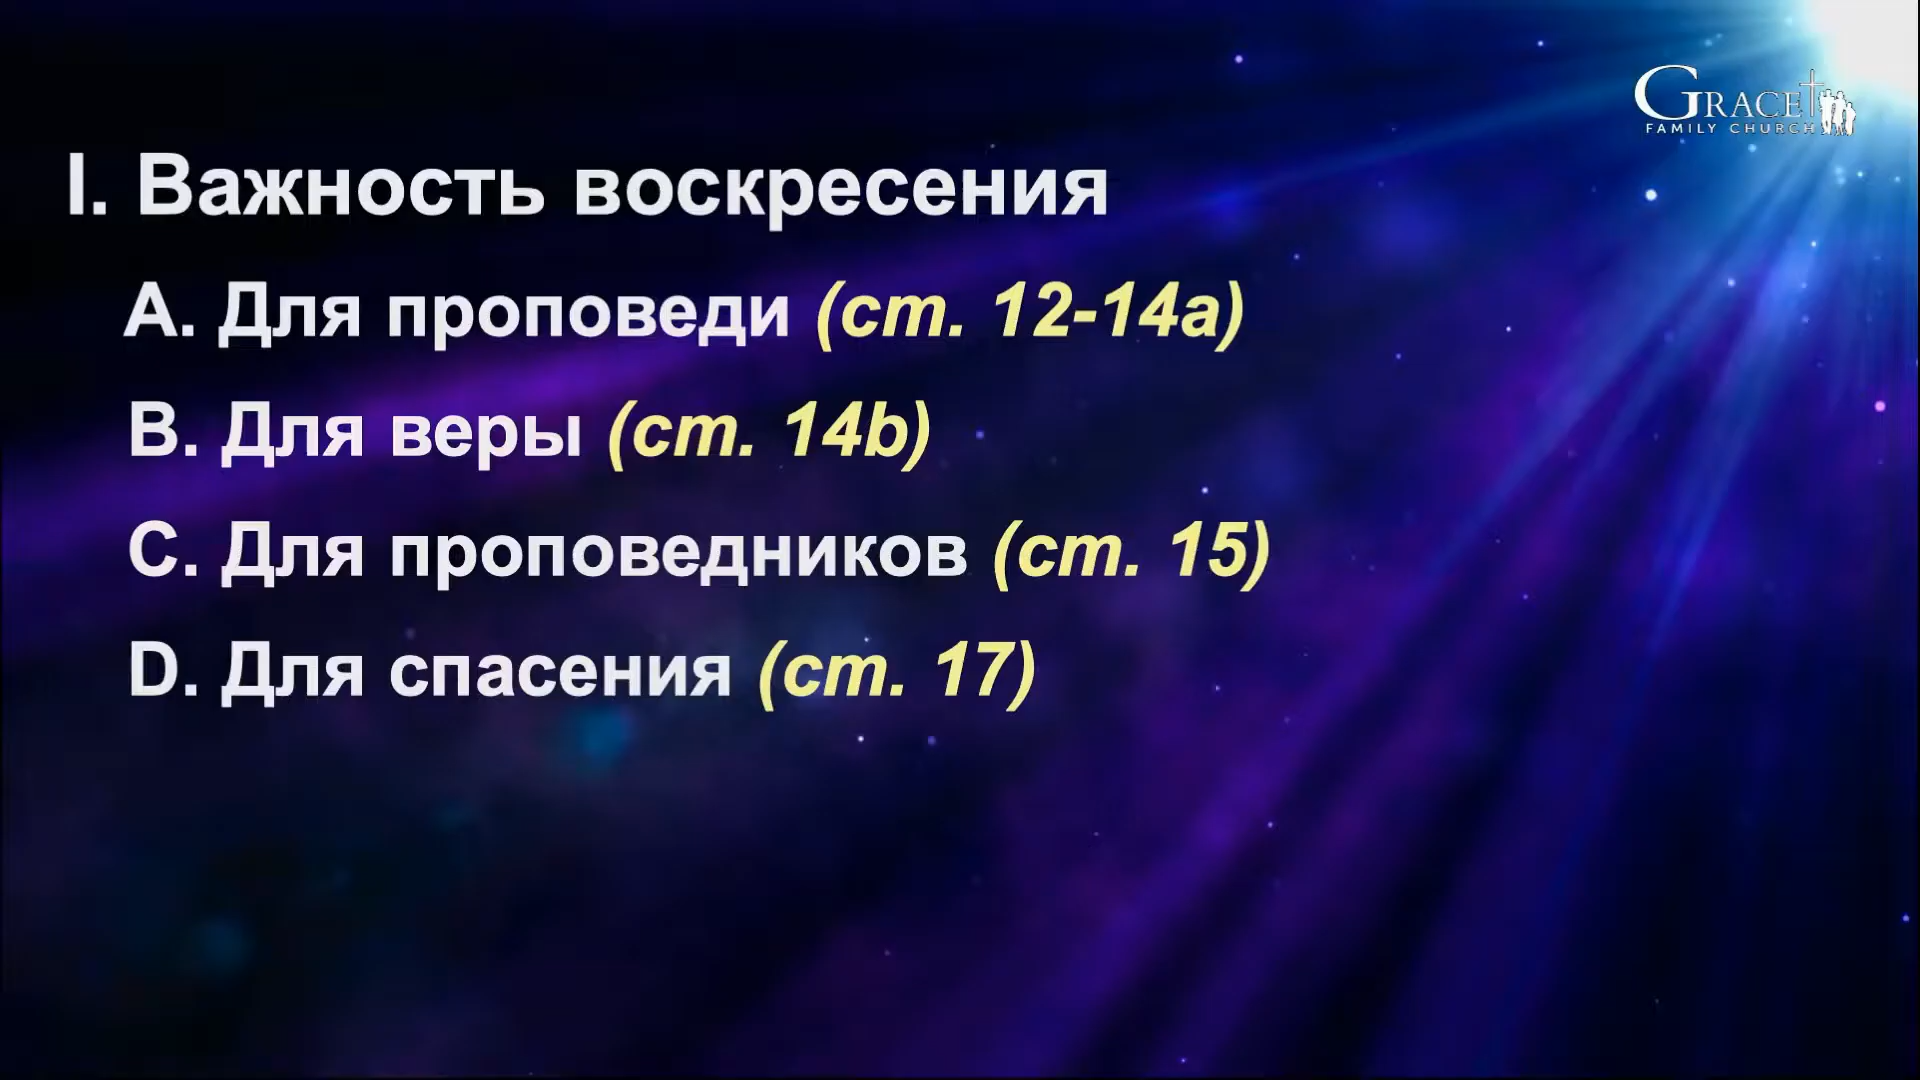 GRACE
FAMILY CHURCH
I. Важность воскресения
A. Для проповеди (ст. 12-14a)
B. Для веры (ст. 14b)
C. Для проповедников (ст. 15)
D. Для спасения (ст. 17)